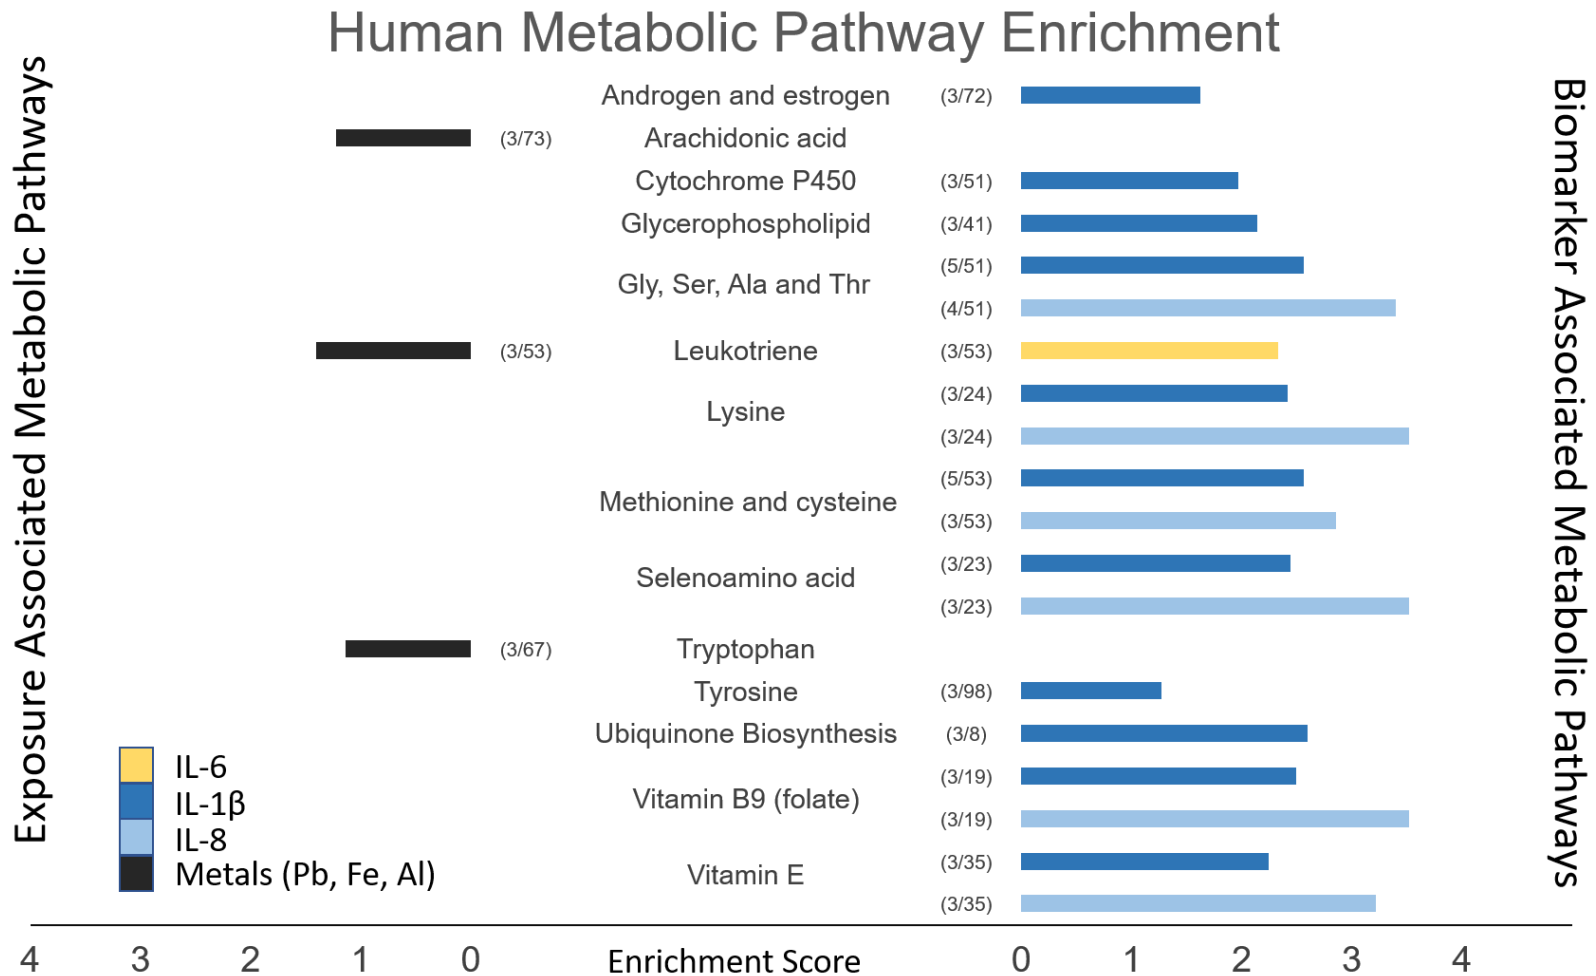 Human Metabolic Pathway Enrichment
Exposure Associated Metabolic Pathways
Biomarker Associated Metabolic Pathways
Androgen and estrogen (3/72)
(3/73) Arachidonic acid
Cytochrome P450 (3/51)
Glycerophospholipid (3/41)
(5/51)
Gly, Ser, Ala and Thr
(4/51)
(3/53) Leukotriene (3/53)
(3/24)
Lysine
(3/24)
(5/53)
Methionine and cysteine
(3/53)
(3/23)
Selenoamino acid
(3/23)
(3/67) Tryptophan
Tyrosine (3/98)
Ubiquinone Biosynthesis (3/8)
(3/19)
Vitamin B9 (folate)
(3/19)
(3/35)
Vitamin E
(3/35)
IL-6
IL-1β
IL-8
Metals (Pb, Fe, Al)
4 3 2 1 0 Enrichment Score 0 1 2 3 4